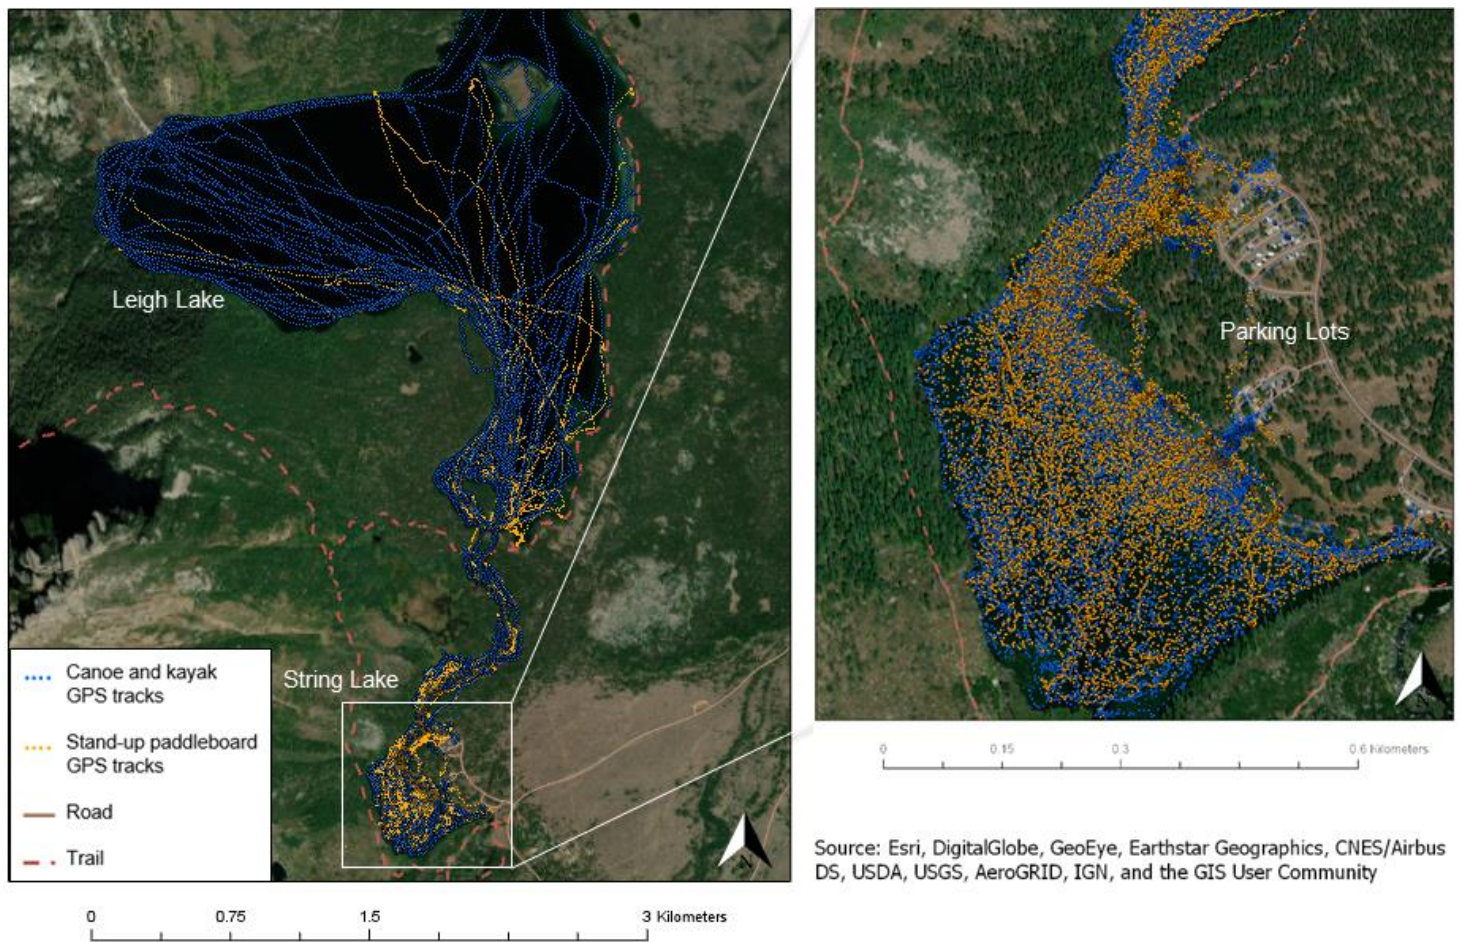 Leigh Lake
String Lake
Canoe and kayak
GPS tracks
Stand-up paddleboard
GPS tracks
Road
Trail
N
0 0.75 1.5 3 Kilometers
Parking Lots
0 0.15 0.3 0.6 Kilometers
Source: Esri, DigitalGlobe, GeoEye, Earthstar Geographics, CNES/Airbus
DS, USDA, USGS, AeroGRID, IGN, and the GIS User Community